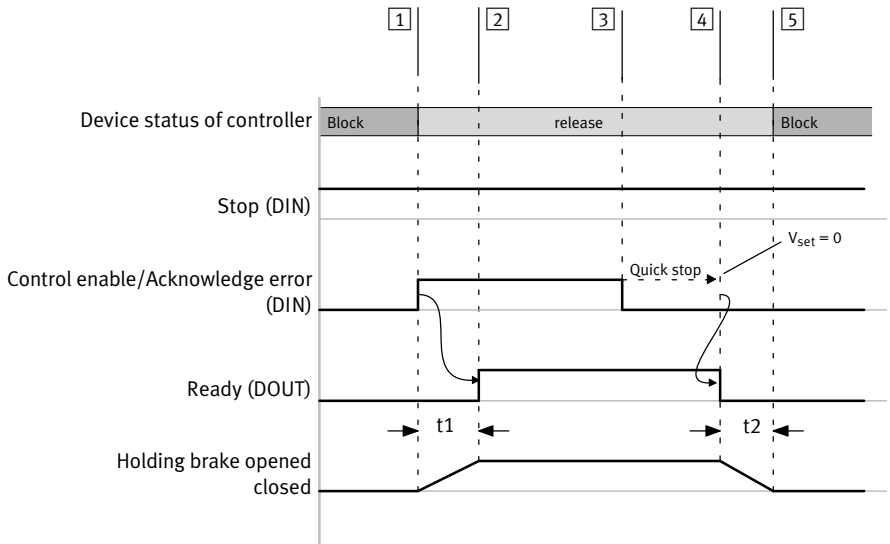 1 2 3 4 5
Device status of controller
Block release Block
Stop (DIN)
V_set = 0
Quick stop
Control enable/Acknowledge error
(DIN)
Ready (DOUT)
t1 t2
Holding brake opened
closed